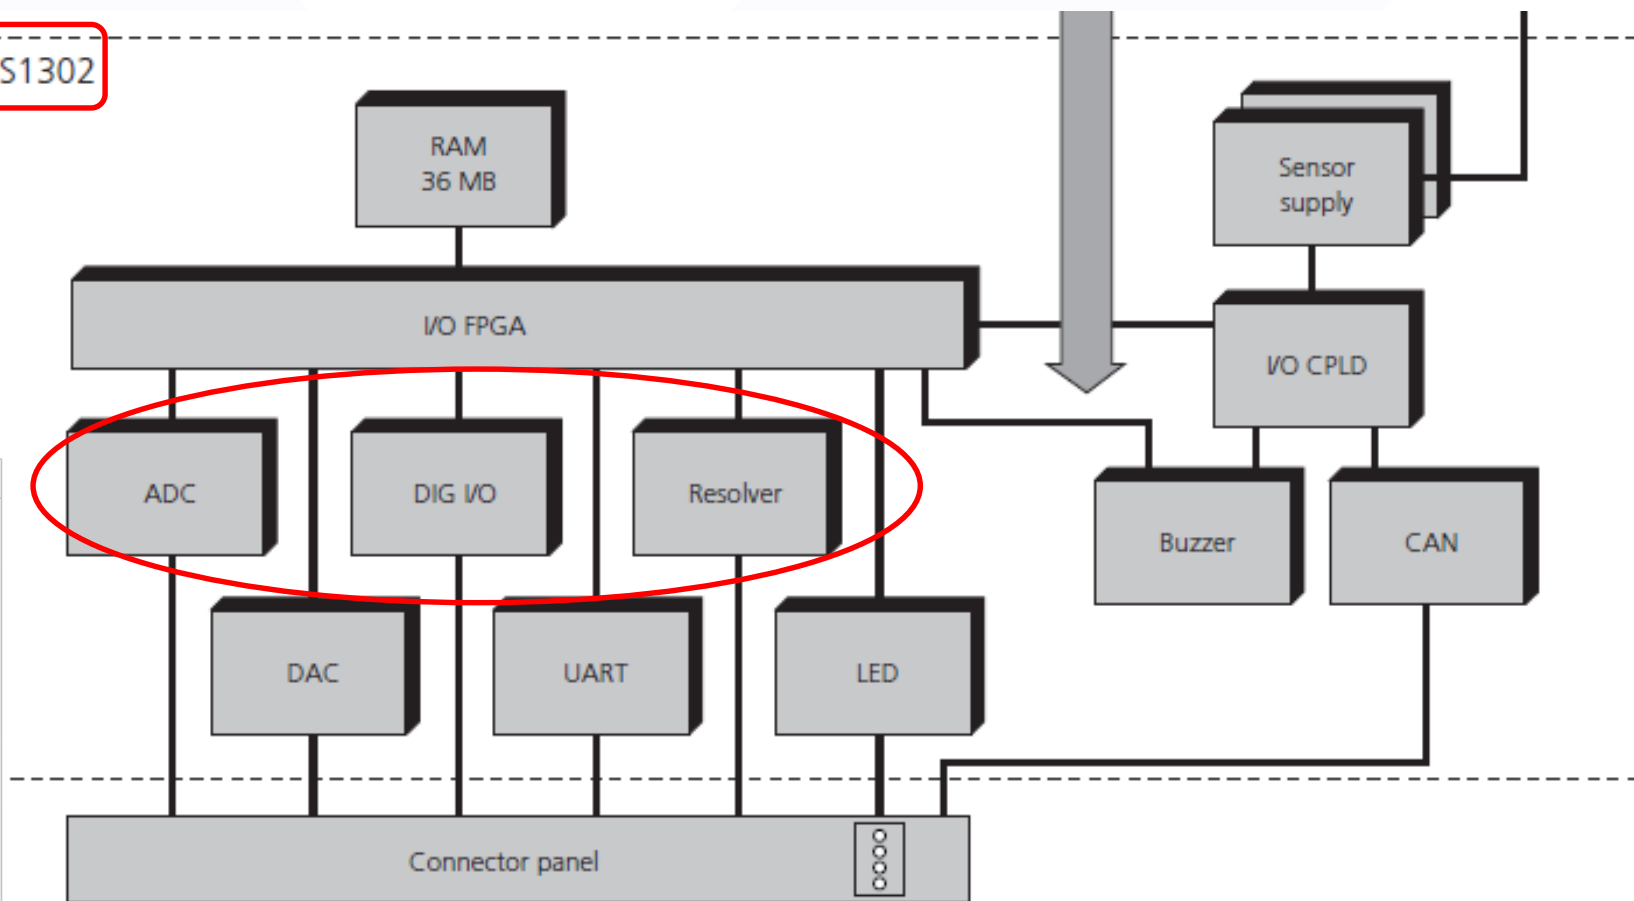 S1302
RAM
36 MB
Sensor
supply
I/O FPGA
I/O CPLD
ADC
DIG I/O
Resolver
Buzzer
CAN
DAC
UART
LED
Connector panel